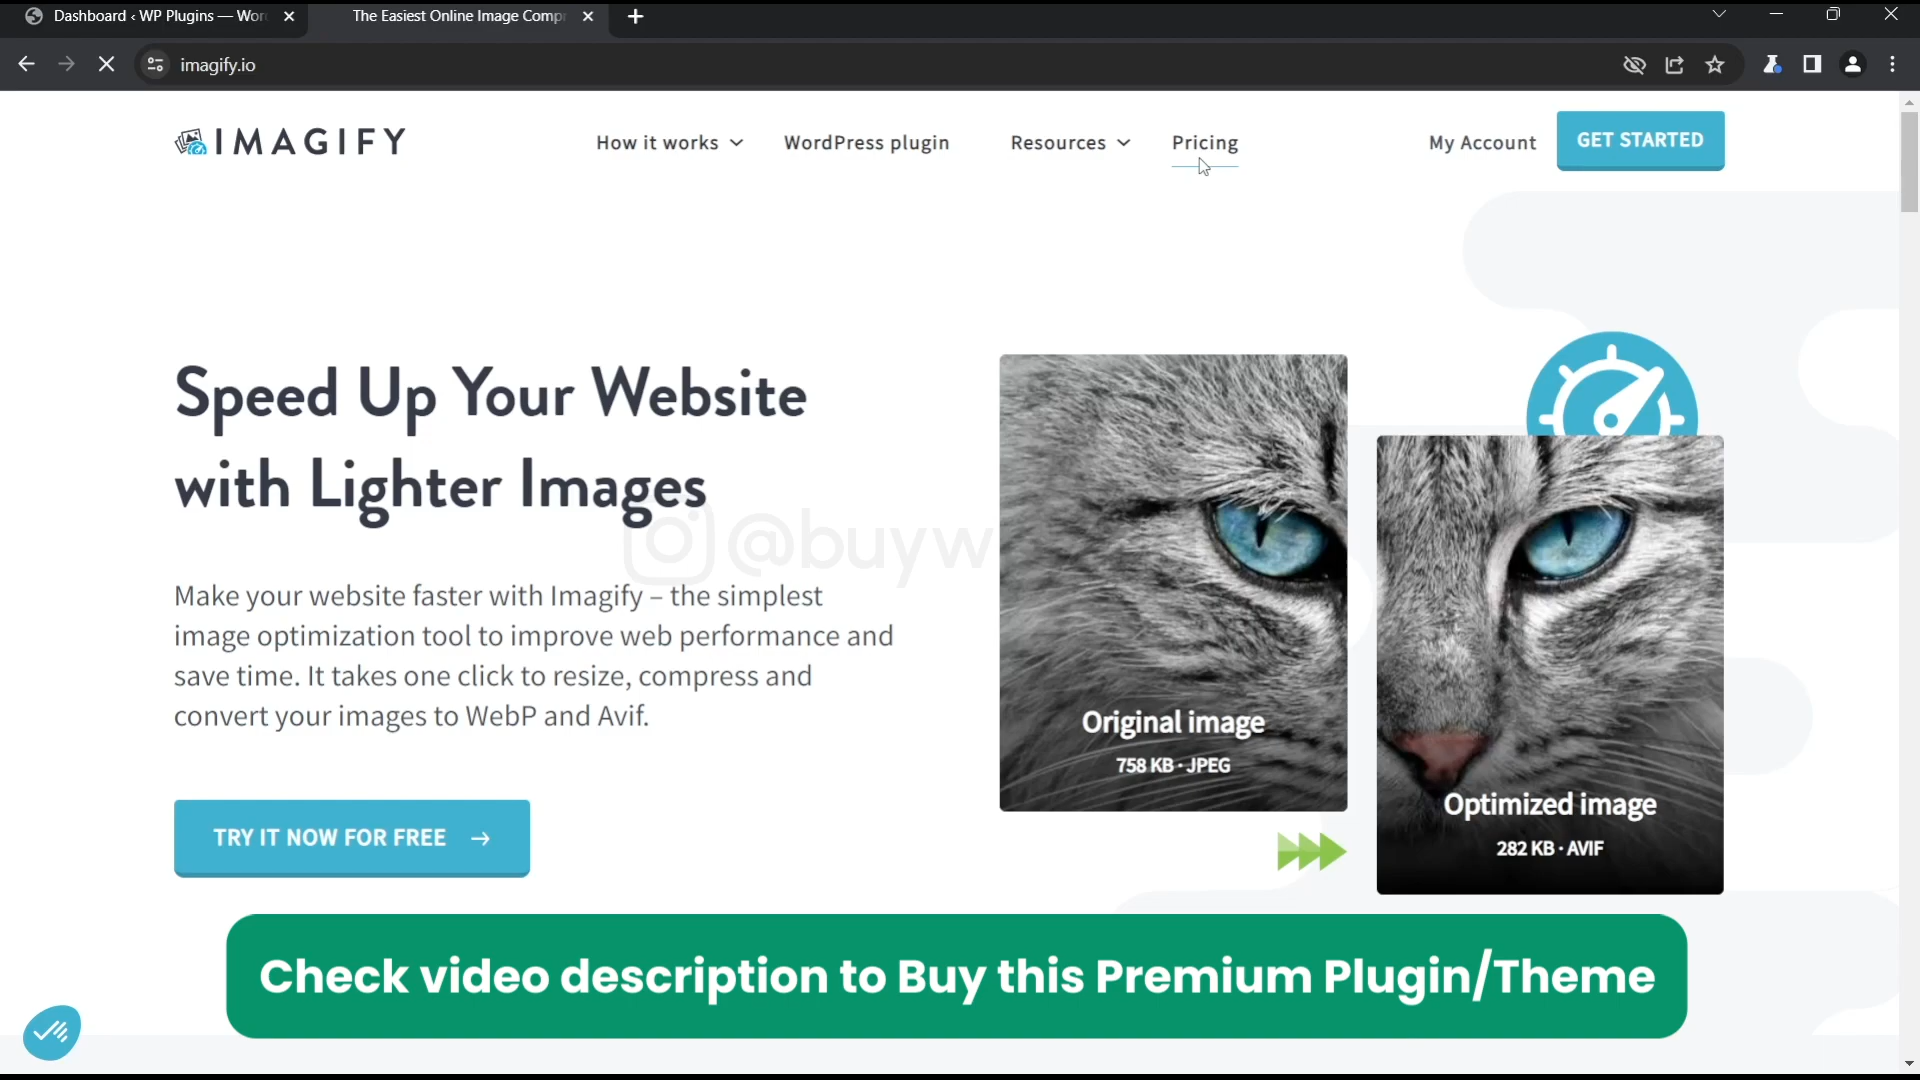 Dashboard ‹ WP Plugins — Wor
The Easiest Online Image Comp
imagify.io
IMAGIFY
How it works
WordPress plugin
Resources
Pricing
My Account
GET STARTED
Speed Up Your Website
with Lighter Images
@buyw
Make your website faster with Imagify – the simplest
image optimization tool to improve web performance and
save time. It takes one click to resize, compress and
convert your images to WebP and Avif.
TRY IT NOW FOR FREE →
Original image
758 KB · JPEG
Optimized image
282 KB · AVIF
Check video description to Buy this Premium Plugin/Theme